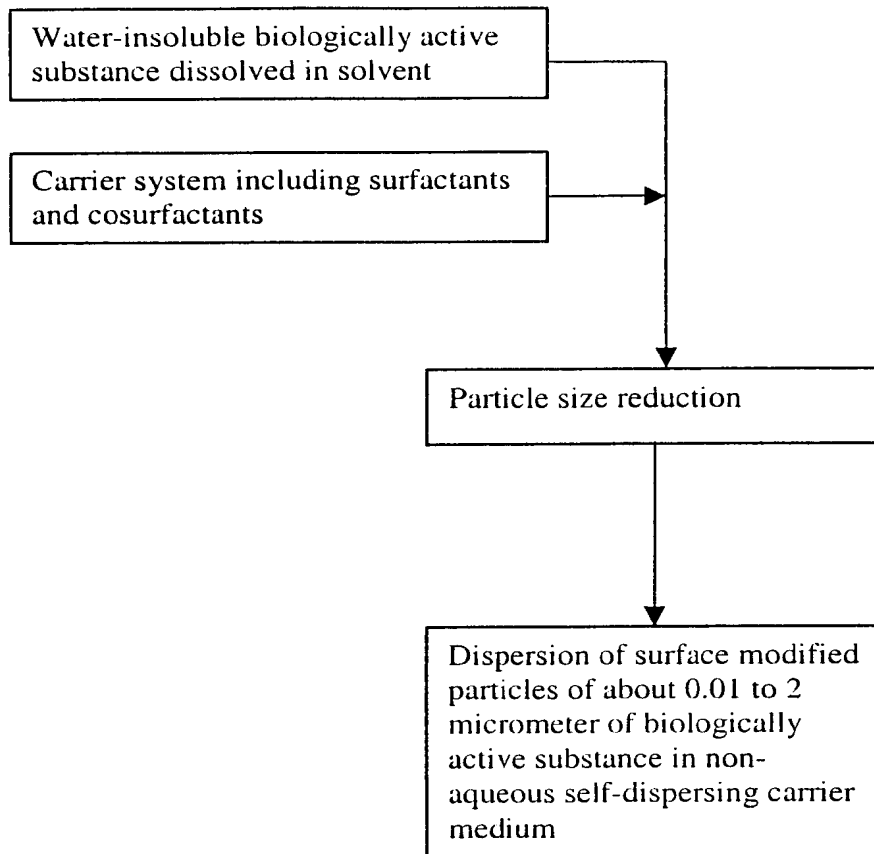 Water-insoluble biologically active
substance dissolved in solvent
Carrier system including surfactants
and cosurfactants
Particle size reduction
Dispersion of surface modified
particles of about 0.01 to 2
micrometer of biologically
active substance in non-
aqueous self-dispersing carrier
medium